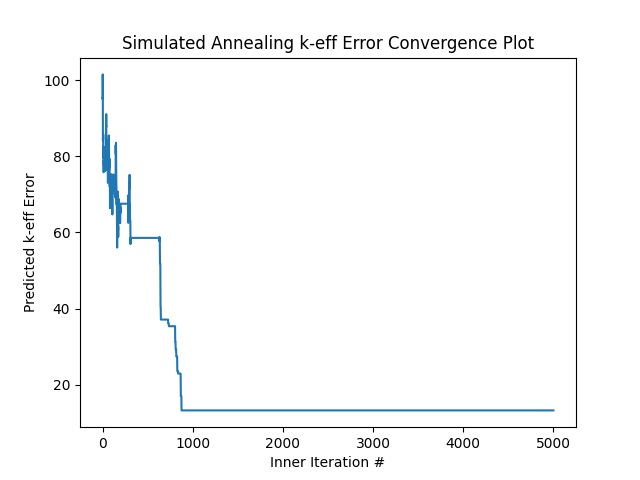 Simulated Annealing k-eff Error Convergence Plot
Predicted k-eff Error
100
80
60
40
20
0 1000 2000 3000 4000 5000
Inner Iteration #